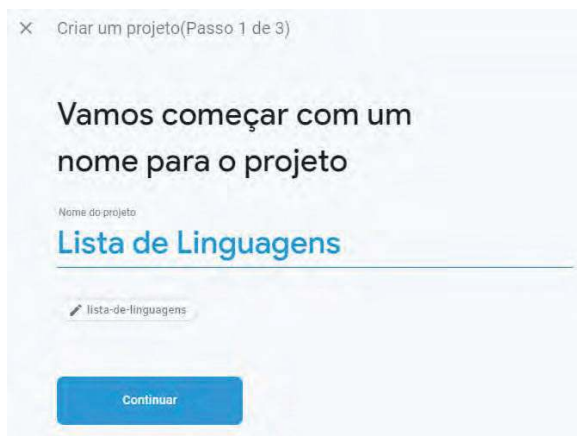 Criar um projeto(Passo 1 de 3)
Vamos começar com um
nome para o projeto
Nome do projeto
Lista de Linguagens
lista-de-linguagens
Continuar